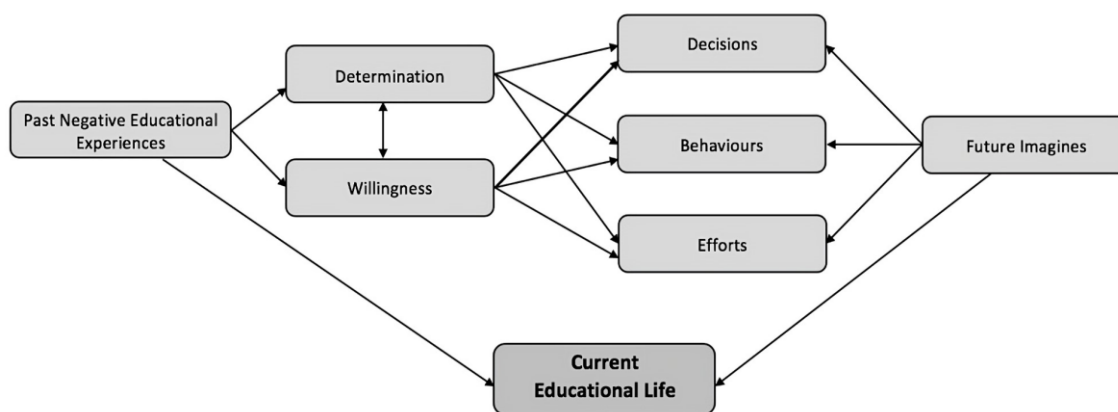 Decisions
Determination
Past Negative Educational
Experiences
Behaviours
Future Imagines
Willingness
Efforts
Current
Educational Life